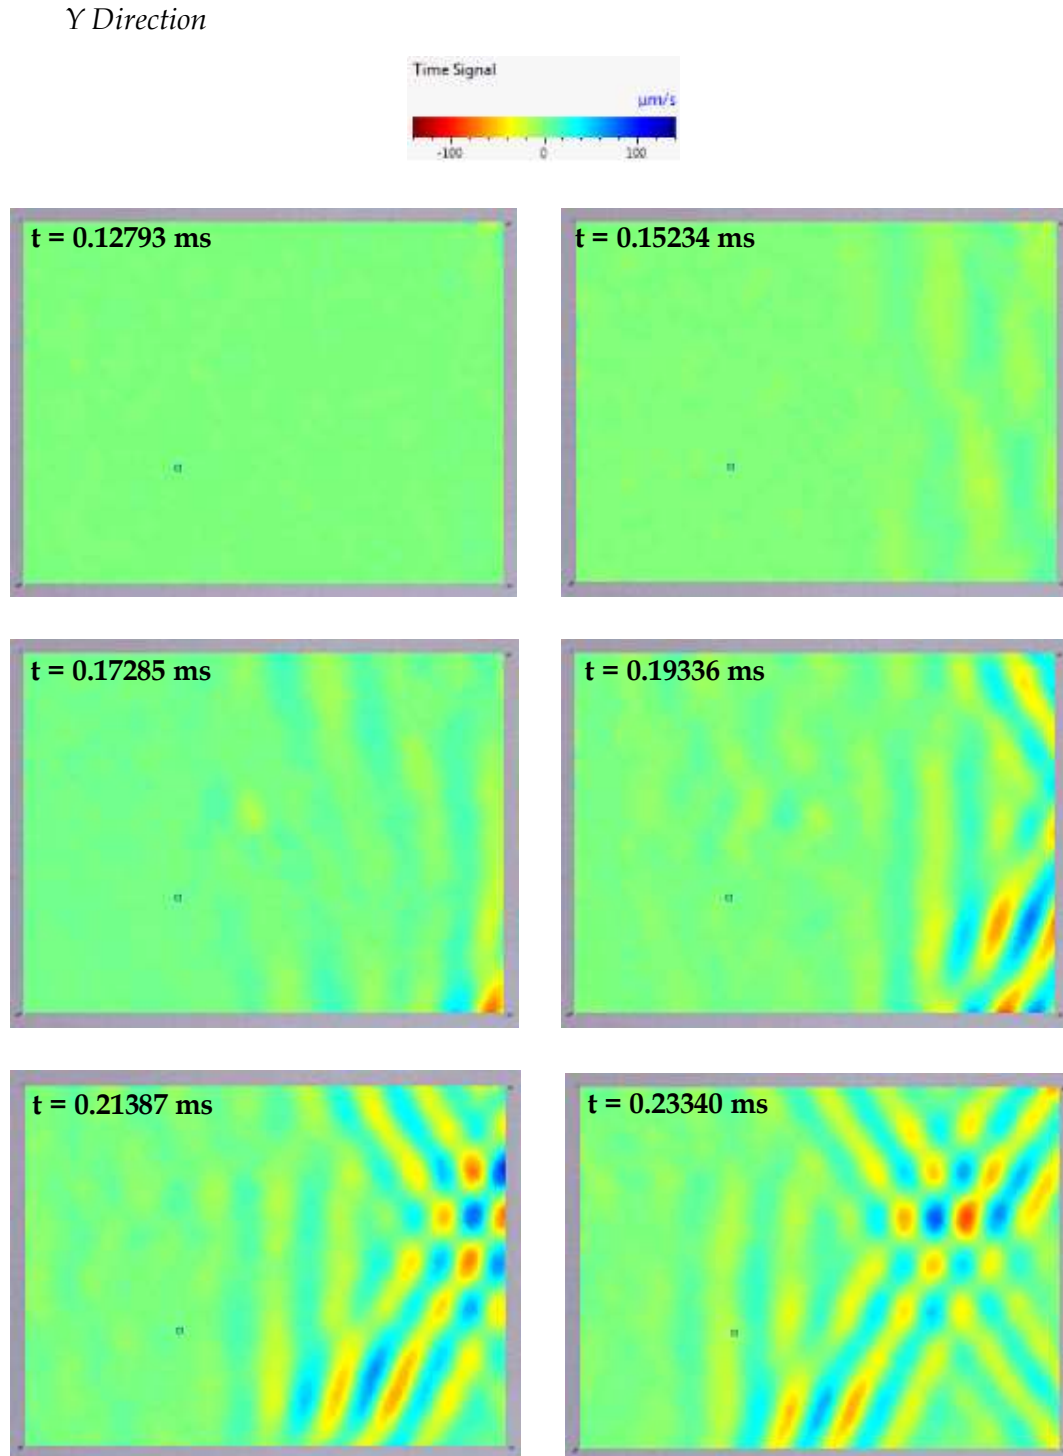 Y Direction
Time Signal
µm/s
-100 0 100
t = 0.12793 ms
t = 0.15234 ms
t = 0.17285 ms
t = 0.19336 ms
t = 0.21387 ms
t = 0.23340 ms